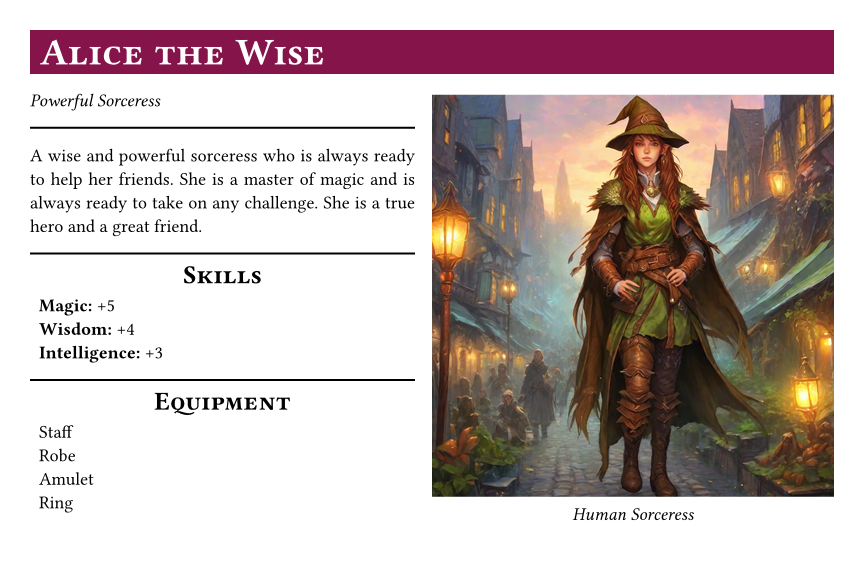 Alice the Wise
Powerful Sorceress
A wise and powerful sorceress who is always ready
to help her friends. She is a master of magic and is
always ready to take on any challenge. She is a true
hero and a great friend.
Skills
Magic: +5
Wisdom: +4
Intelligence: +3
Equipment
Staff
Robe
Amulet
Ring
Human Sorceress